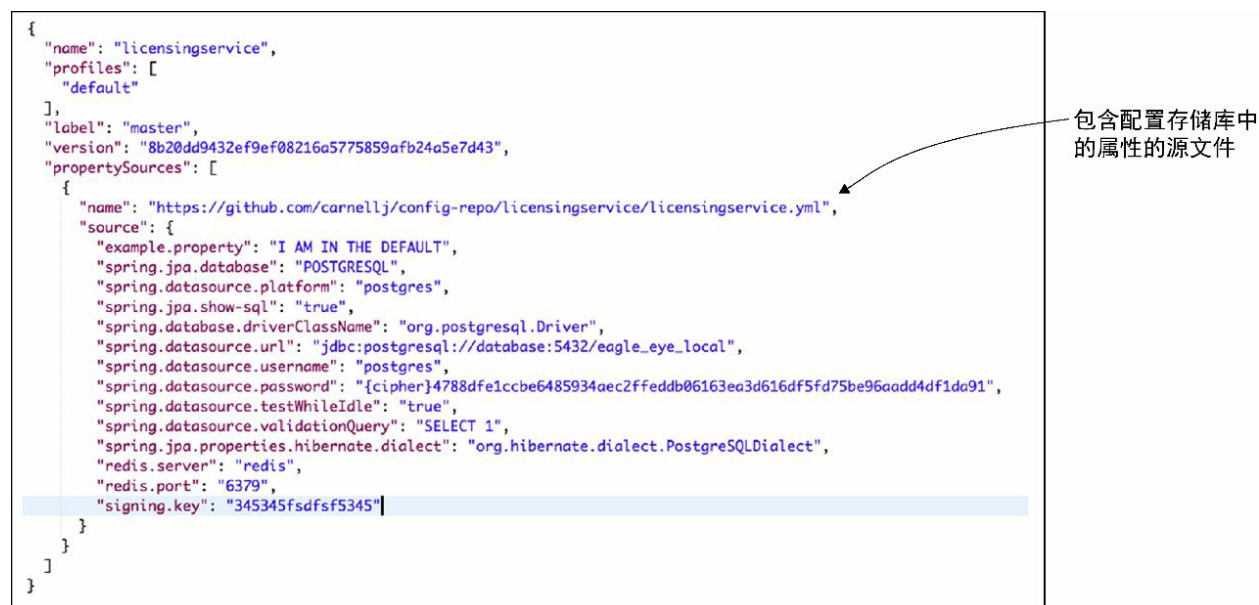 {
"name": "licensingservice",
"profiles": [
"default"
],
"label": "master",
"version": "8b20dd9432ef9ef08216a5775859afb24a5e7d43",
"propertySources": [
{
"name": "https://github.com/carnellj/config-repo/licensingservice/licensingservice.yml",
"source": {
"example.property": "I AM IN THE DEFAULT",
"spring.jpa.database": "POSTGRESQL",
"spring.datasource.platform": "postgres",
"spring.jpa.show-sql": "true",
"spring.database.driverClassName": "org.postgresql.Driver",
"spring.datasource.url": "jdbc:postgresql://database:5432/eagle_eye_local",
"spring.datasource.username": "postgres",
"spring.datasource.password": "{cipher}4788dfe1ccbe6485934aec2ffeddb06163ea3d616df5fd75be96aadd4df1da91",
"spring.datasource.testWhileIdle": "true",
"spring.datasource.validationQuery": "SELECT 1",
"spring.jpa.properties.hibernate.dialect": "org.hibernate.dialect.PostgreSQLDialect",
"redis.server": "redis",
"redis.port": "6379",
"signing.key": "345345fsdfsf5345"
}
}
]
}
包含配置存储库中
的属性的源文件